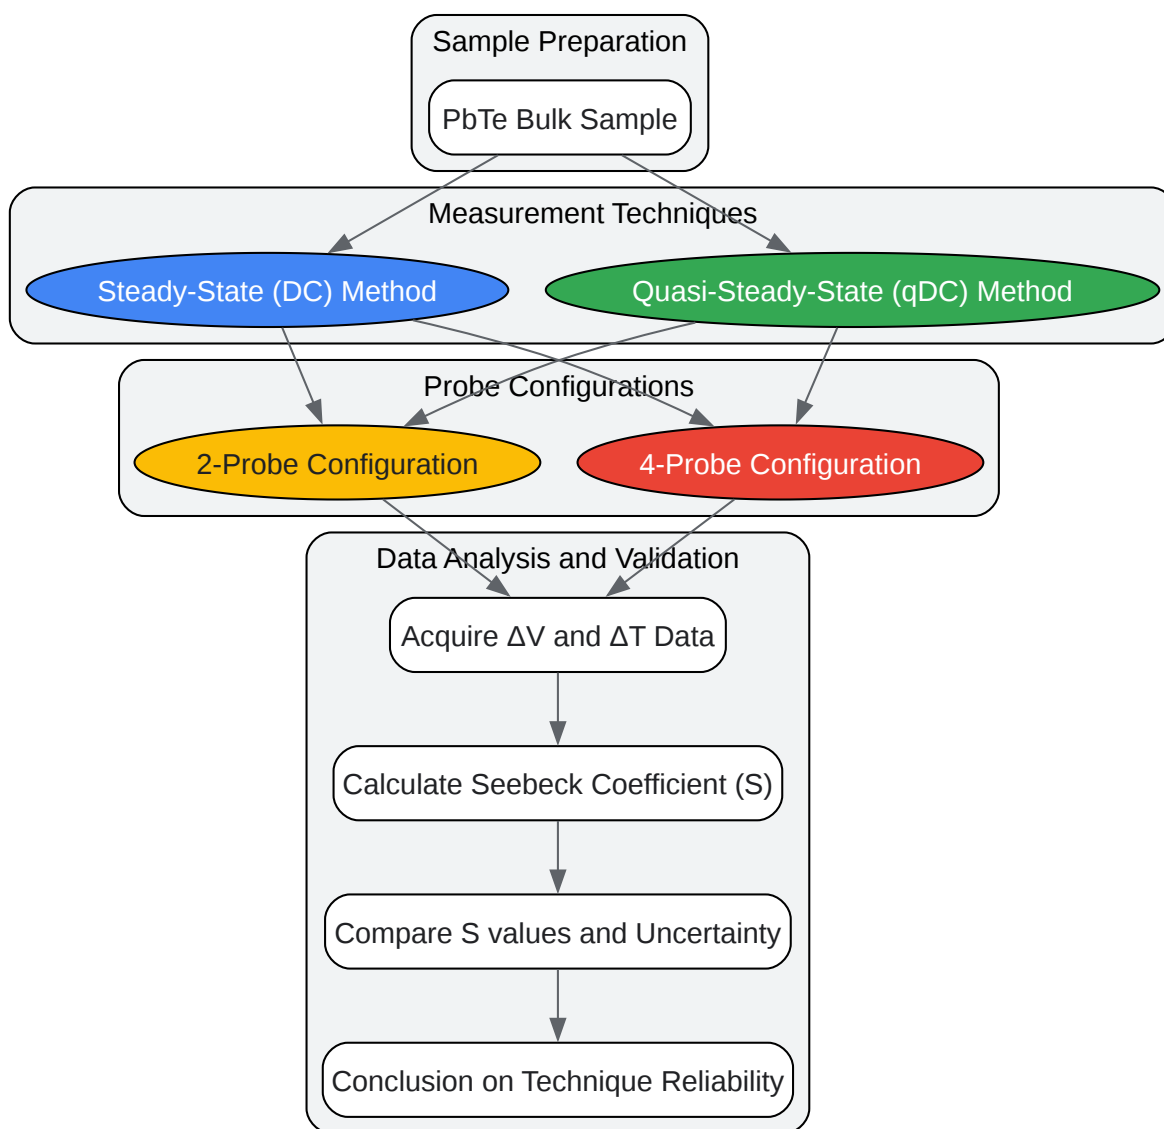 Sample Preparation
PbTe Bulk Sample
Measurement Techniques
Steady-State (DC) Method
Quasi-Steady-State (qDC) Method
Probe Configurations
2-Probe Configuration
4-Probe Configuration
Data Analysis and Validation
Acquire ΔV and ΔT Data
Calculate Seebeck Coefficient (S)
Compare S values and Uncertainty
Conclusion on Technique Reliability